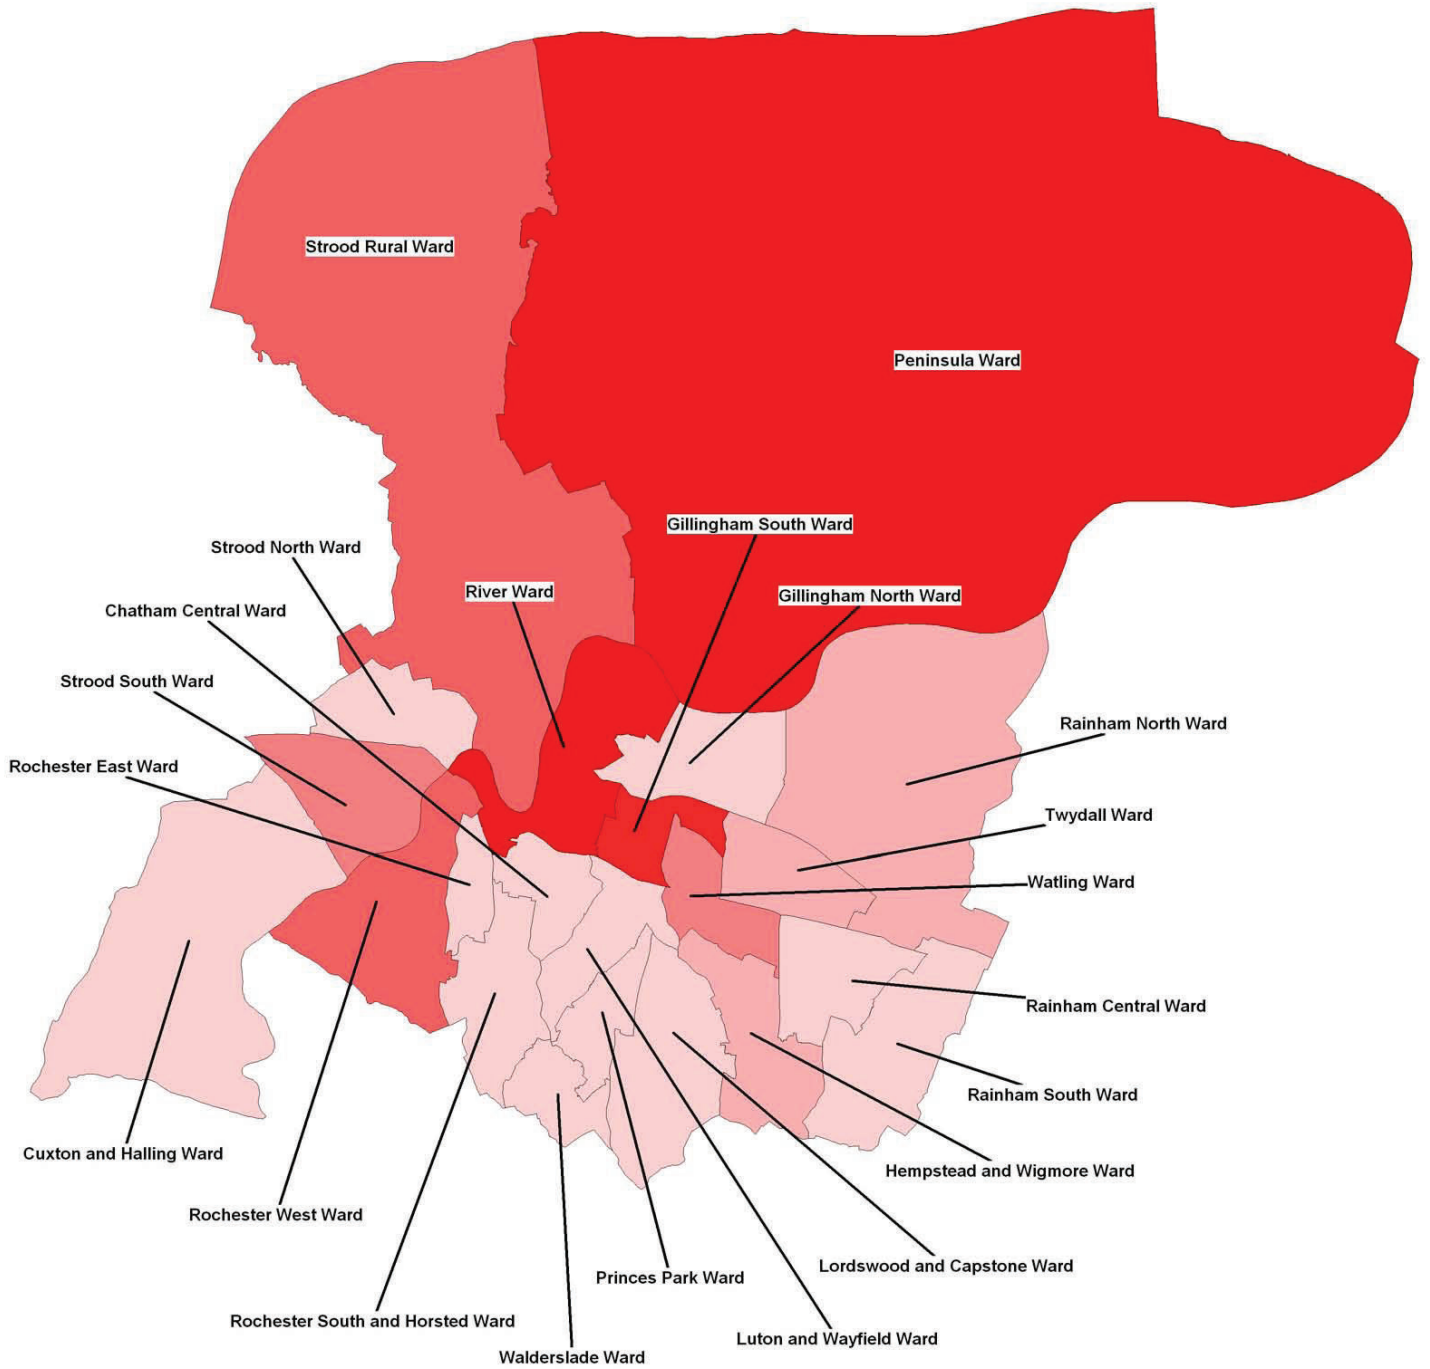 Strood Rural Ward
Peninsula Ward
Gillingham South Ward
Strood North Ward
River Ward
Gillingham North Ward
Chatham Central Ward
Strood South Ward
Rainham North Ward
Rochester East Ward
Twydall Ward
Watling Ward
Rainham Central Ward
Rainham South Ward
Cuxton and Halling Ward
Hempstead and Wigmore Ward
Rochester West Ward
Lordswood and Capstone Ward
Princes Park Ward
Rochester South and Horsted Ward
Luton and Wayfield Ward
Walderslade Ward